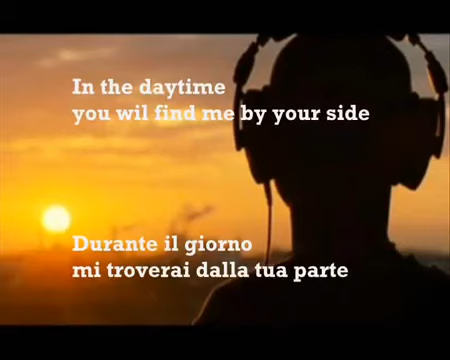 In the daytime
you wil find me by your side
Durante il giorno
mi troverai dalla tua parte